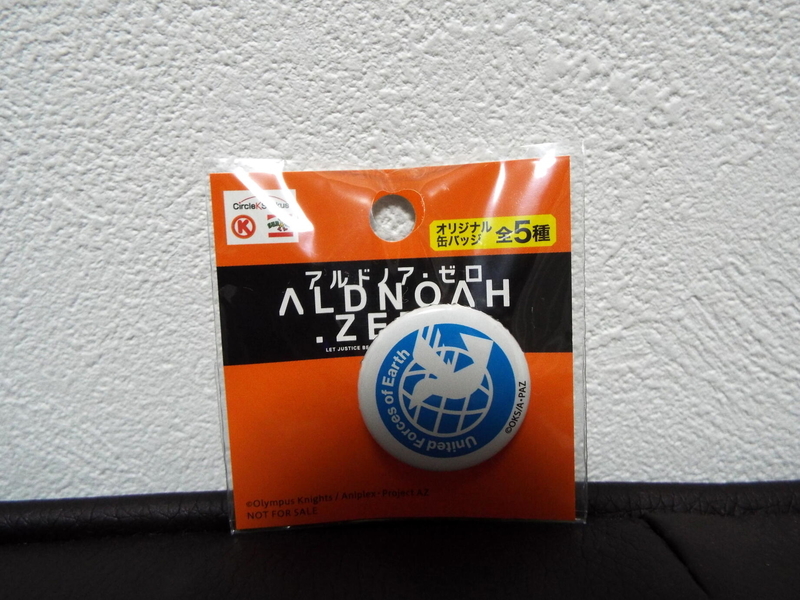 CircleK
K
オリジナル
缶バッジ 全5種
アルドノア・ゼロ
ALDNOAH
.ZE
LET JUSTICE BE
United Forces of Earth
©OKS/A・PAZ
©Olympus Knights / Aniplex・Project AZ
NOT FOR SALE